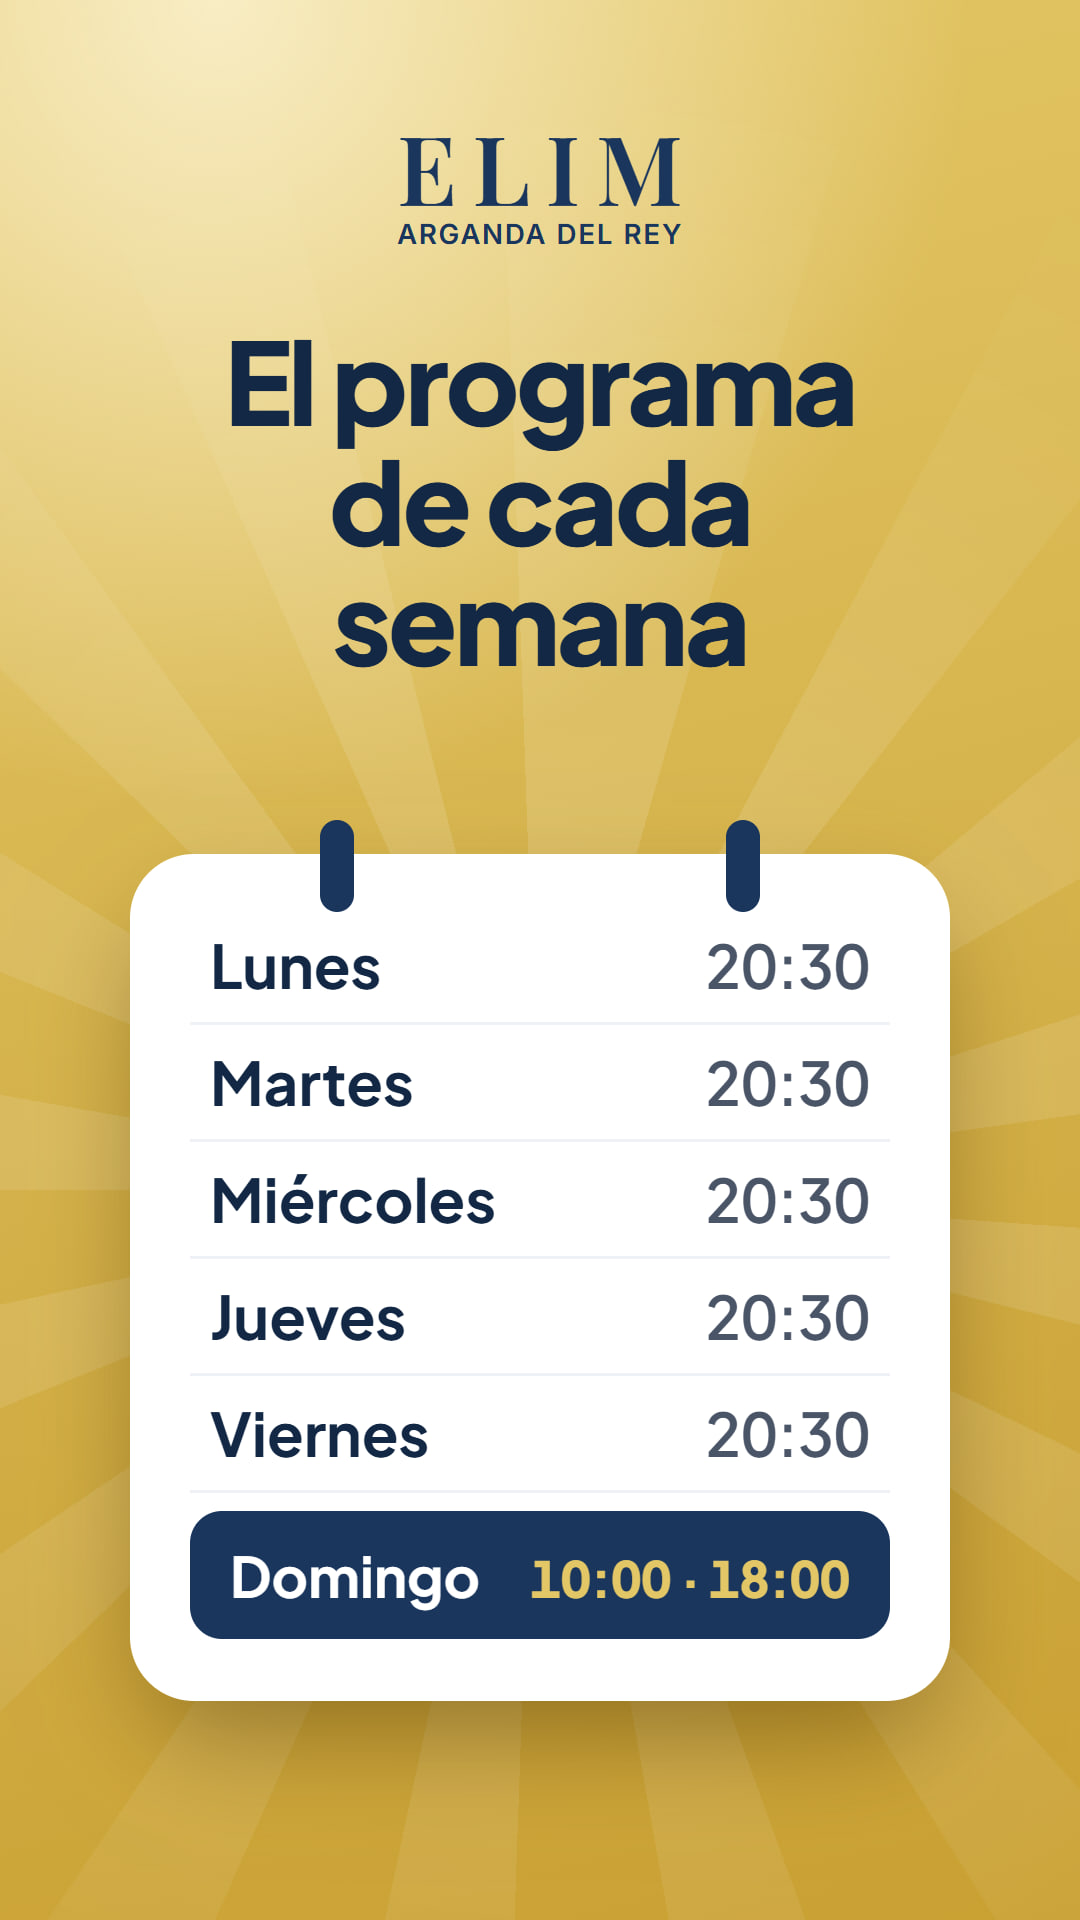 ELIM
ARGANDA DEL REY
El programa
de cada
semana
Lunes 20:30
Martes 20:30
Miércoles 20:30
Jueves 20:30
Viernes 20:30
Domingo 10:00 · 18:00